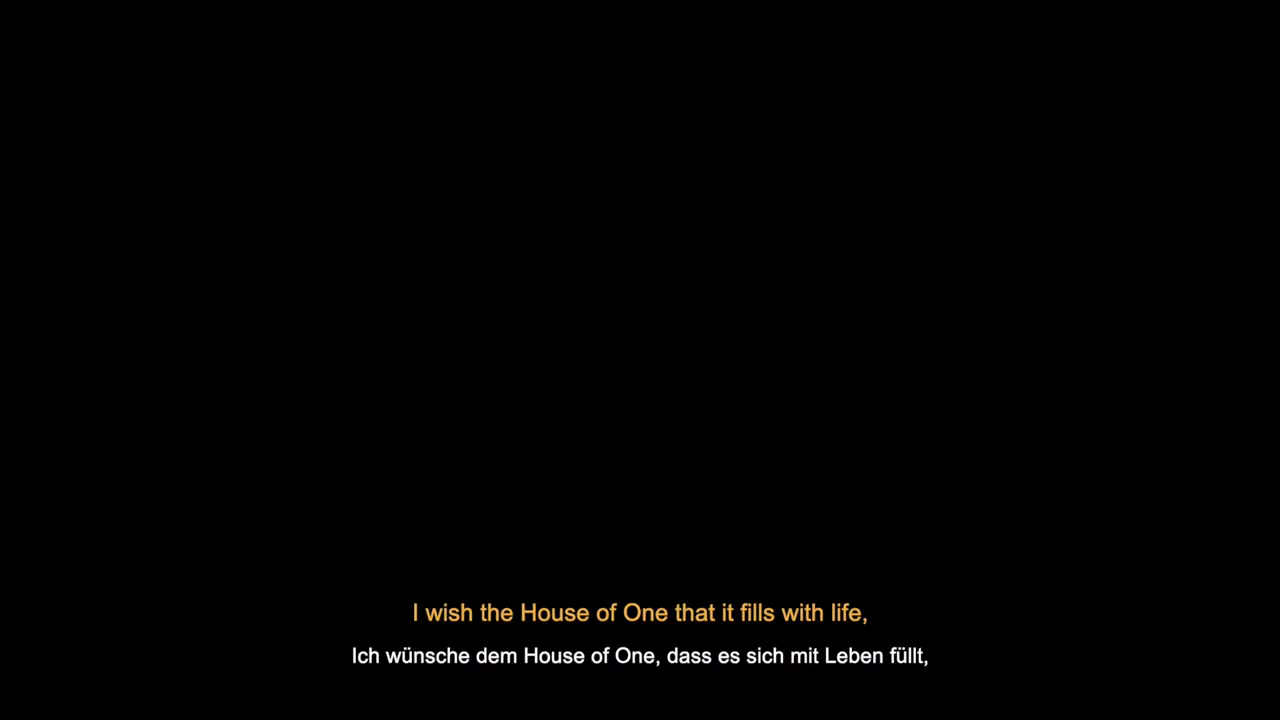 I wish the House of One that it fills with life,
Ich wünsche dem House of One, dass es sich mit Leben füllt,